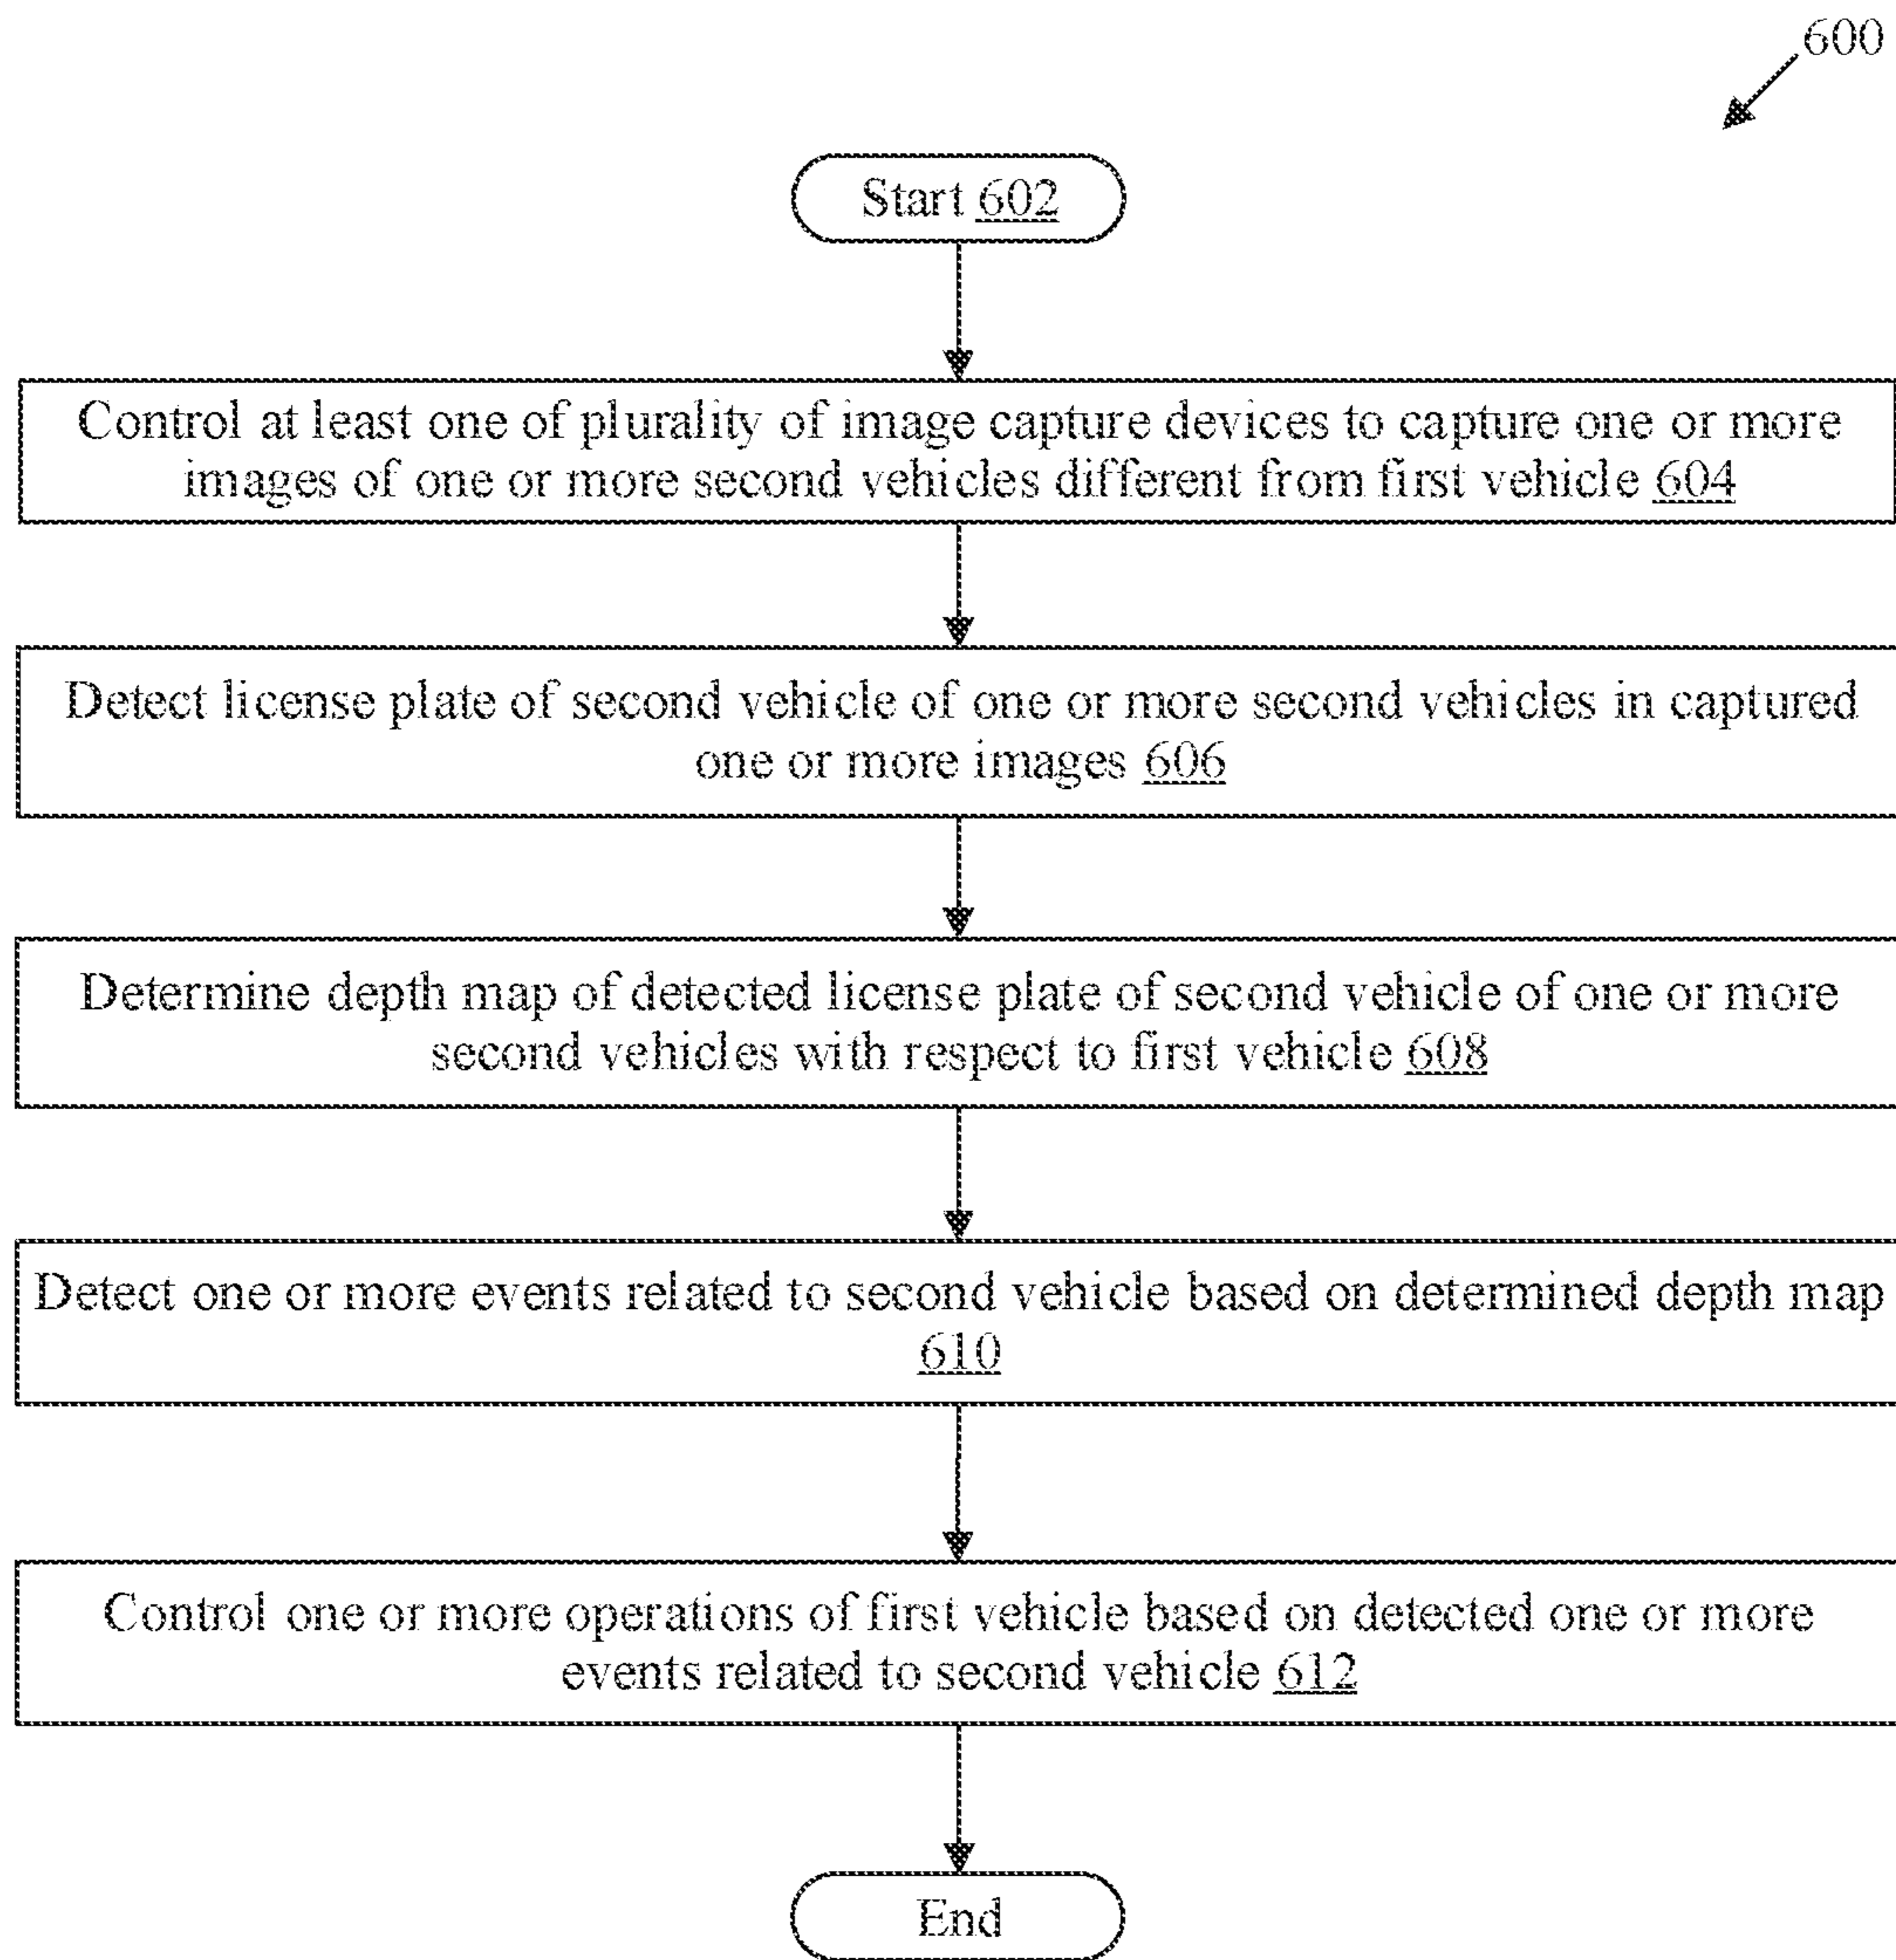 600
Start 602
Control at least one of plurality of image capture devices to capture one or more
images of one or more second vehicles different from first vehicle 604
Detect license plate of second vehicle of one or more second vehicles in captured
one or more images 606
Determine depth map of detected license plate of second vehicle of one or more
second vehicles with respect to first vehicle 608
Detect one or more events related to second vehicle based on determined depth map
610
Control one or more operations of first vehicle based on detected one or more
events related to second vehicle 612
End